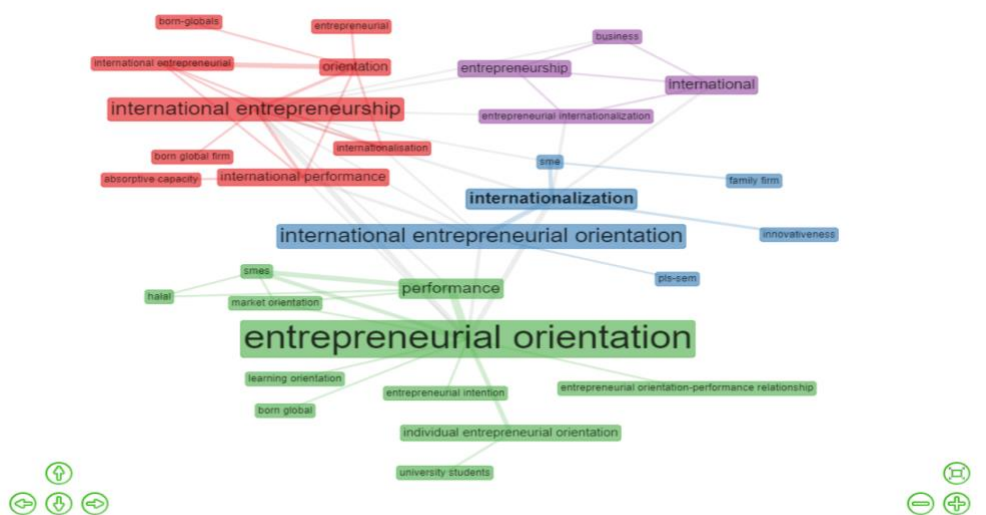 born-globals
entrepreneurial
business
international entrepreneurial
orientation
entrepreneurship
international
international entrepreneurship
entrepreneurial internationalization
internationalisation
born global firm
sme
absorptive capacity
international performance
family firm
internationalization
international entrepreneurial orientation
innovativeness
smes
pls-sem
halal
market orientation
performance
entrepreneurial orientation
learning orientation
entrepreneurial intention
entrepreneurial orientation-performance relationship
born global
individual entrepreneurial orientation
university students